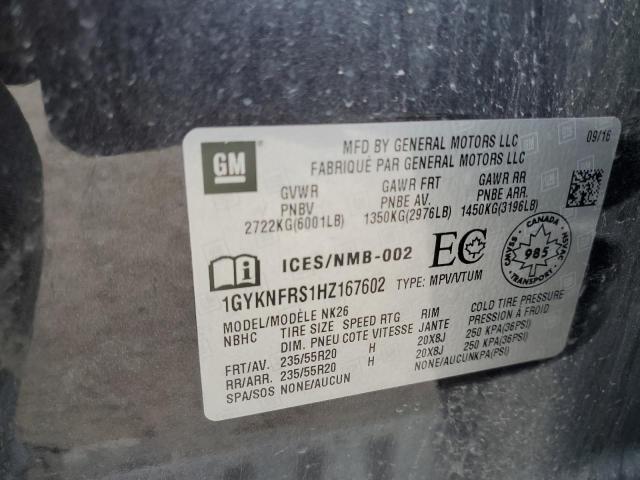 GM
MFD BY GENERAL MOTORS LLC
09/16
FABRIQUÉ PAR GENERAL MOTORS LLC
GVWR GAWR FRT GAWR RR
PNBV PNBE AV. PNBE ARR.
2722KG(6001LB) 1350KG(2976LB) 1450KG(3196LB)
ICES/NMB-002
EC
CANADA
985
TRANSPORT
1GYKNFRS1HZ167602 TYPE: MPV/VTUM
MODEL/MODÈLE NK26
NBHC TIRE SIZE SPEED RTG RIM COLD TIRE PRESSURE
DIM. PNEU COTE VITESSE JANTE PRESSION À FROID
FRT/AV. 235/55R20 H 20X8J 250 KPA(36PSI)
RR/ARR. 235/55R20 H 20X8J 250 KPA(36PSI)
SPA/SOS NONE/AUCUN NONE/AUCUN KPA(PSI)